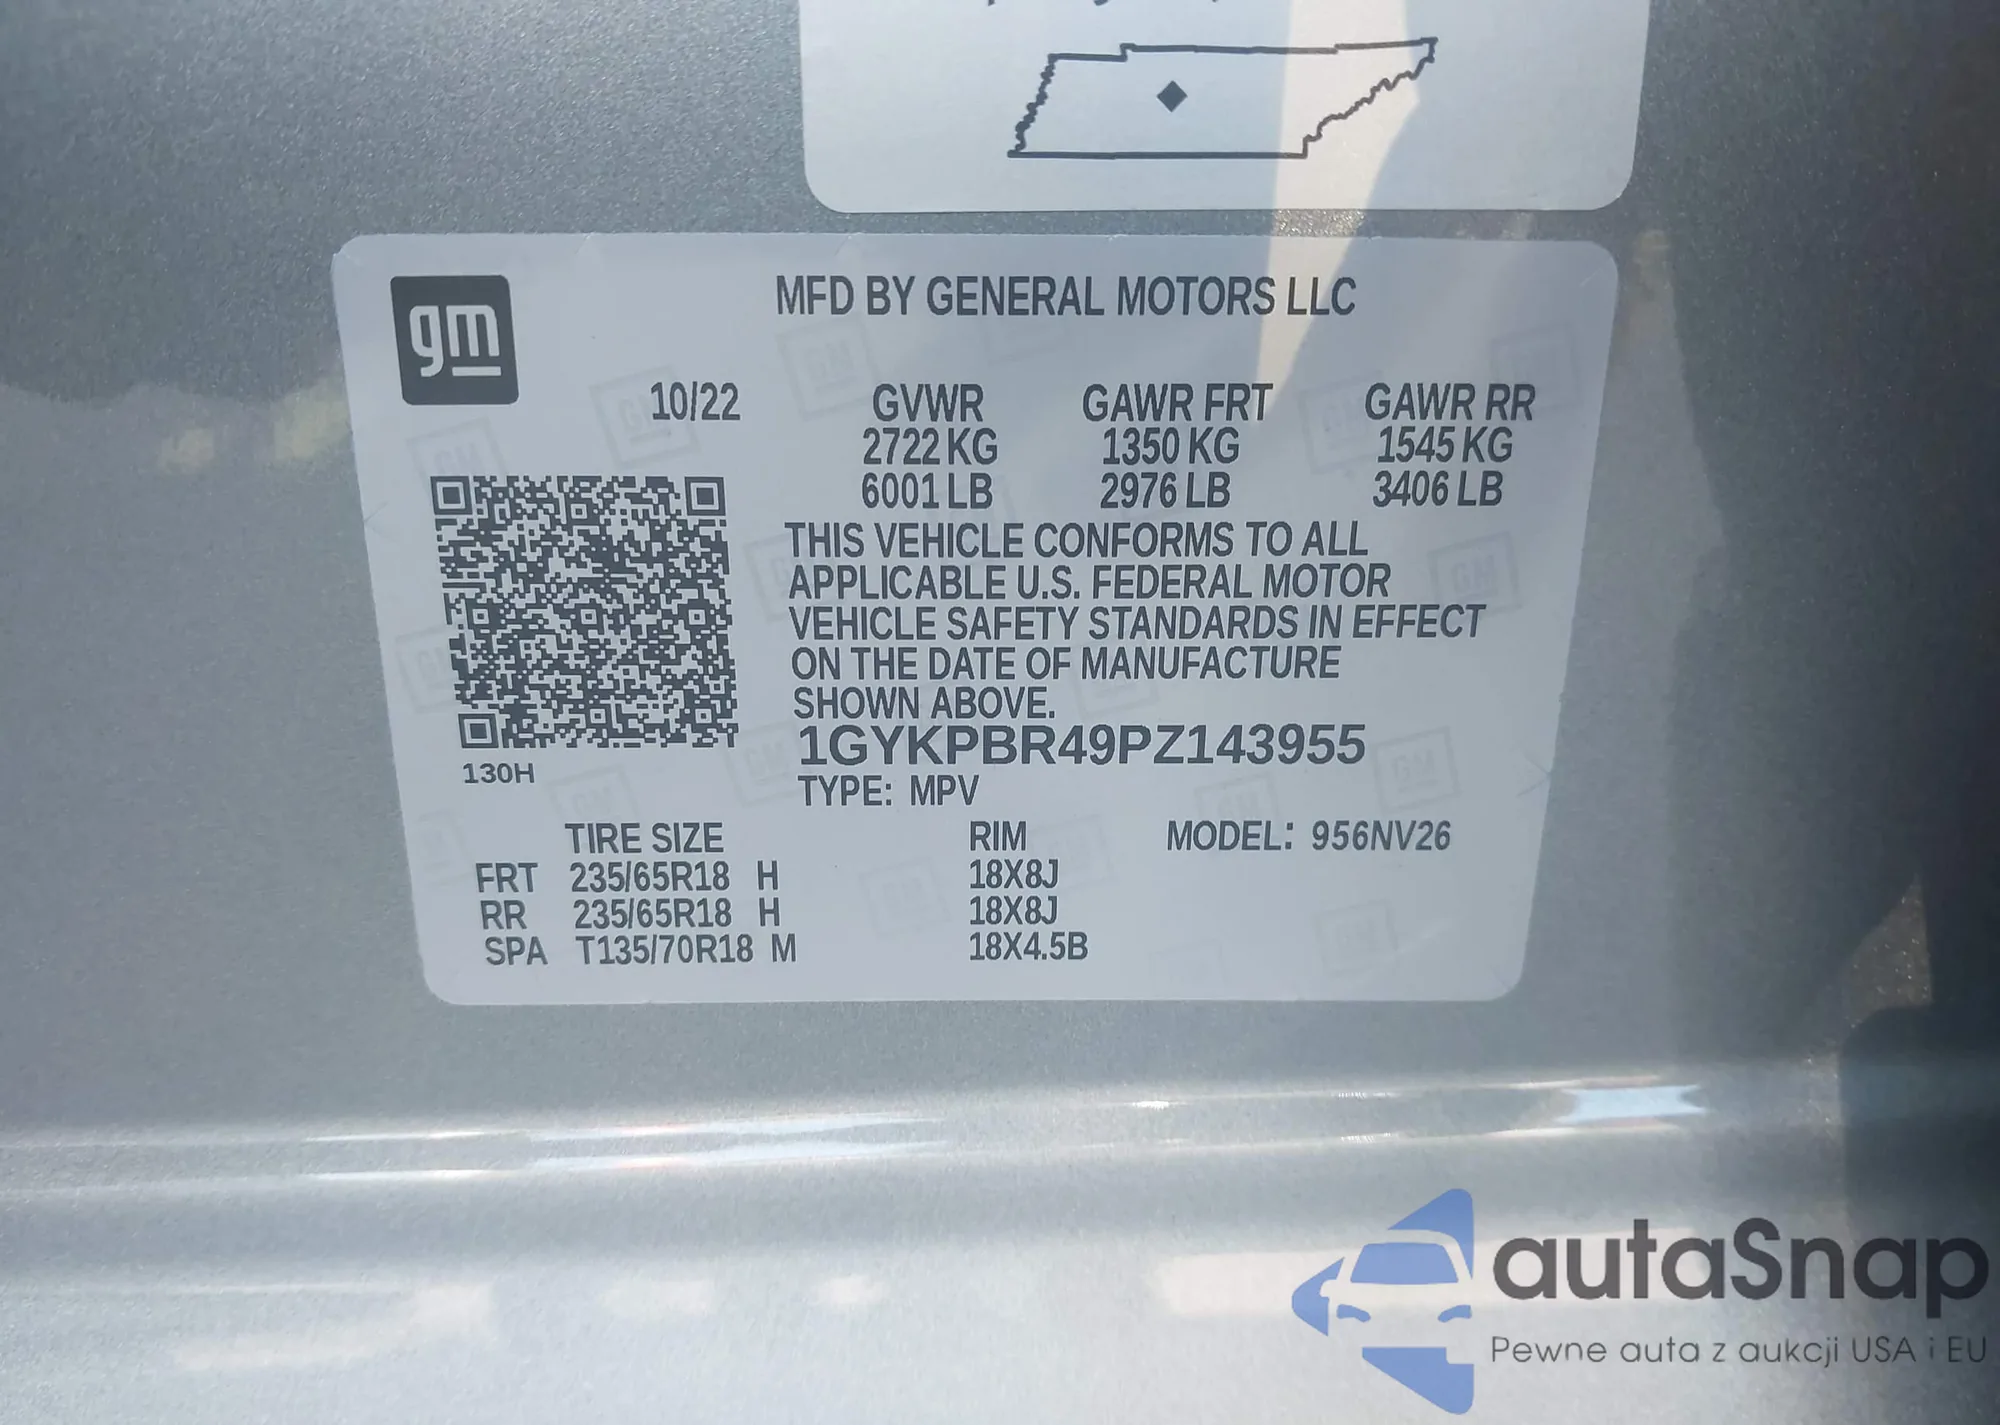 gm
MFD BY GENERAL MOTORS LLC
10/22 GVWR GAWR FRT GAWR RR
2722 KG 1350 KG 1545 KG
6001 LB 2976 LB 3406 LB
THIS VEHICLE CONFORMS TO ALL
APPLICABLE U.S. FEDERAL MOTOR
VEHICLE SAFETY STANDARDS IN EFFECT
ON THE DATE OF MANUFACTURE
SHOWN ABOVE.
1GYKPBR49PZ143955
130H
TYPE: MPV
TIRE SIZE RIM MODEL: 956NV26
FRT 235/65R18 H 18X8J
RR 235/65R18 H 18X8J
SPA T135/70R18 M 18X4.5B
autaSnap
Pewne auta z aukcji USA i EU